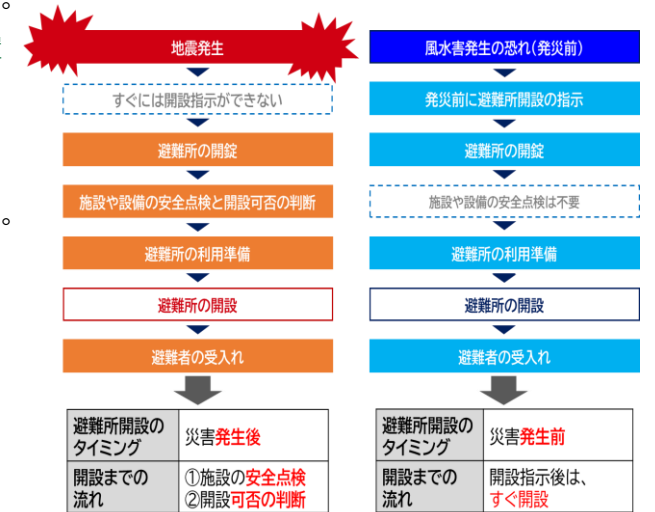 。
。
地震発生
すぐには開設指示ができない
避難所の開錠
施設や設備の安全点検と開設可否の判断
避難所の利用準備
避難所の開設
避難者の受入れ
避難所開設の
タイミング
災害発生後
開設までの
流れ
①施設の安全点検
②開設可否の判断
風水害発生の恐れ(発災前)
発災前に避難所開設の指示
避難所の開錠
施設や設備の安全点検は不要
避難所の利用準備
避難所の開設
避難者の受入れ
避難所開設の
タイミング
災害発生前
開設までの
流れ
開設指示後は、
すぐ開設